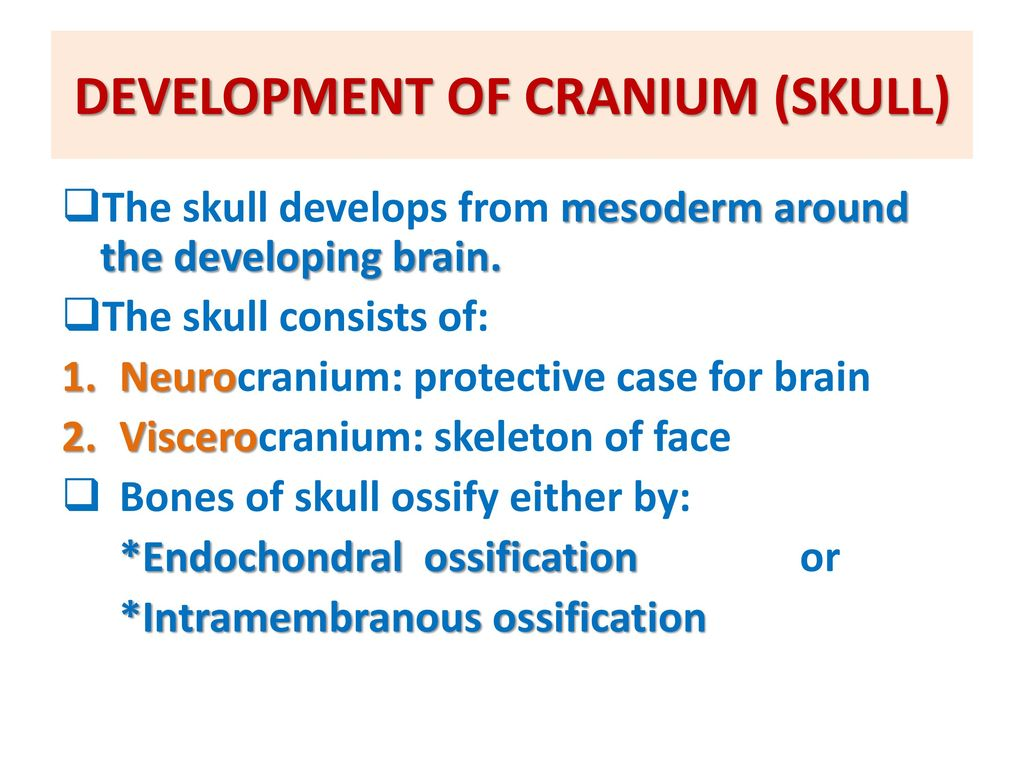 DEVELOPMENT OF CRANIUM (SKULL)
❑The skull develops from mesoderm around
the developing brain.
❑The skull consists of:
1. Neurocranium: protective case for brain
2. Viscerocranium: skeleton of face
❑ Bones of skull ossify either by:
*Endochondral ossification or
*Intramembranous ossification